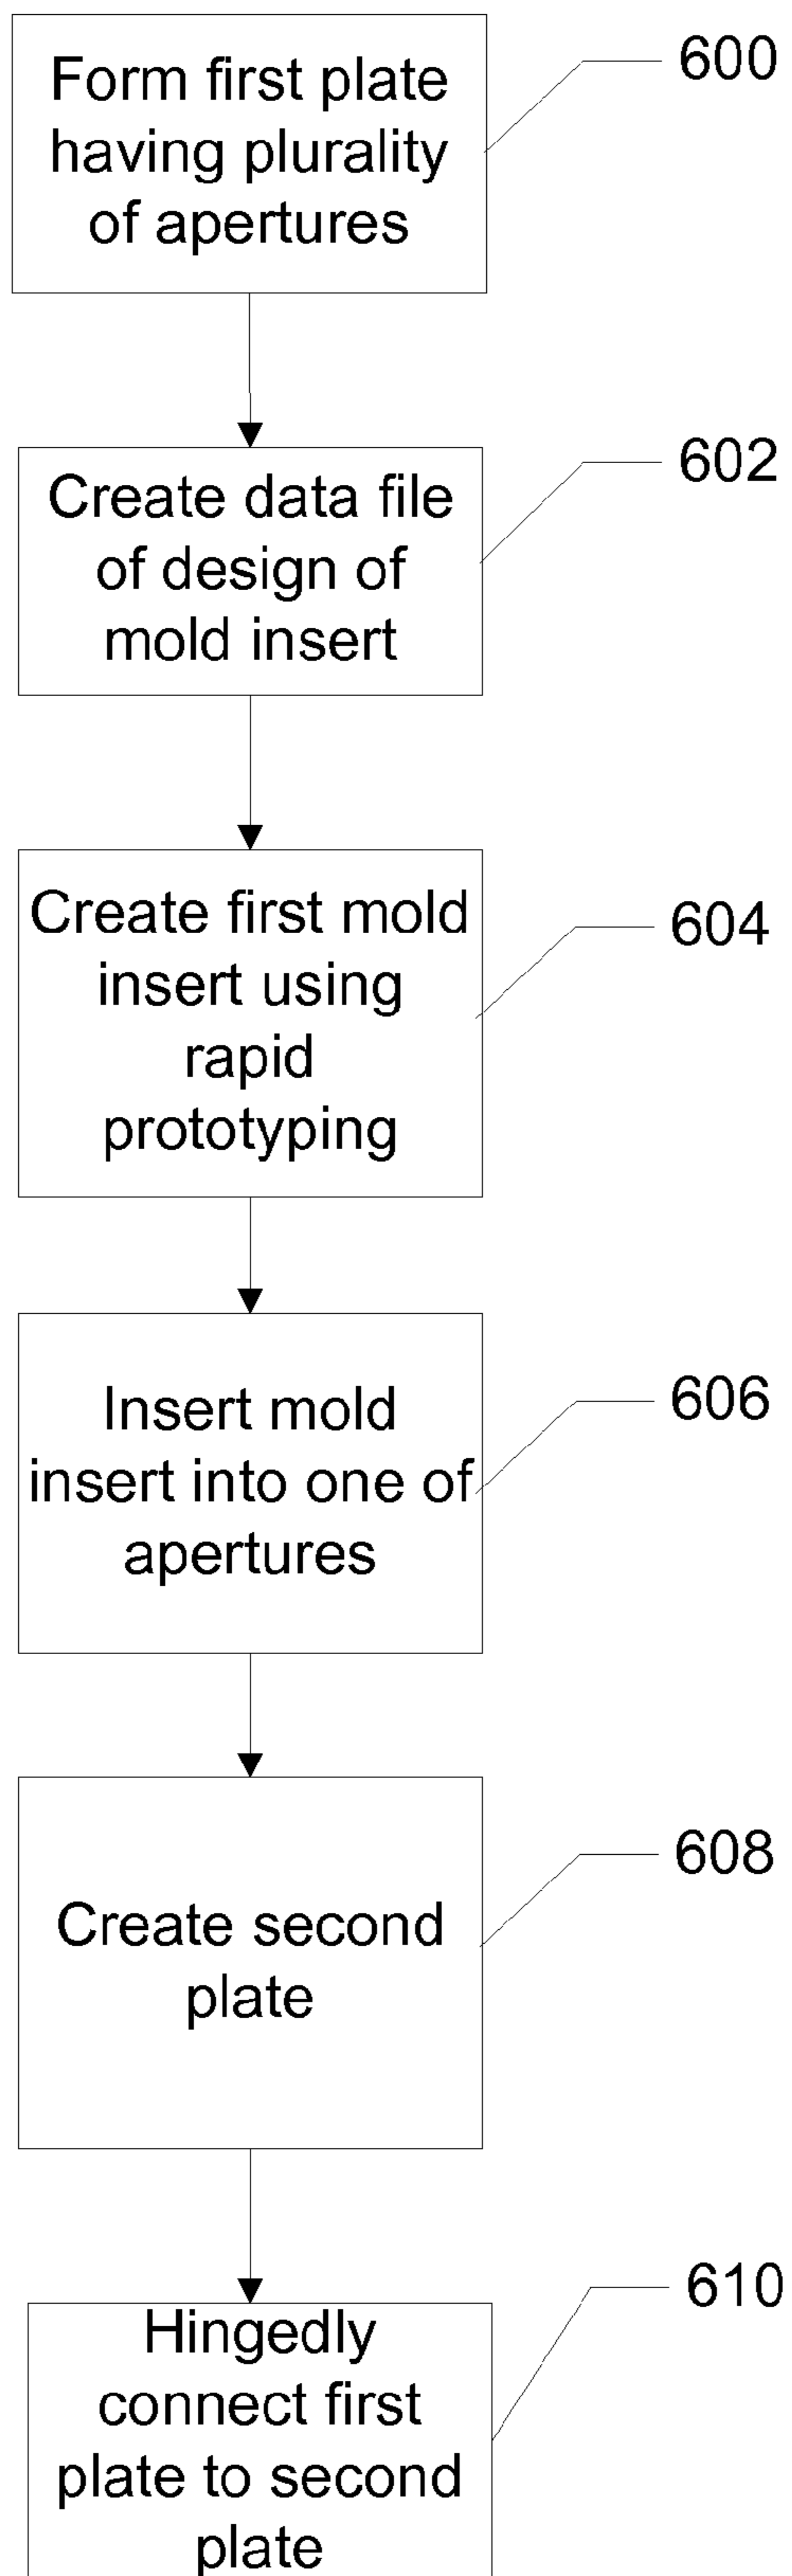 Form first plate
having plurality
of apertures
600
Create data file
of design of
mold insert
602
Create first mold
insert using
rapid
prototyping
604
Insert mold
insert into one of
apertures
606
Create second
plate
608
Hingedly
connect first
plate to second
plate
610